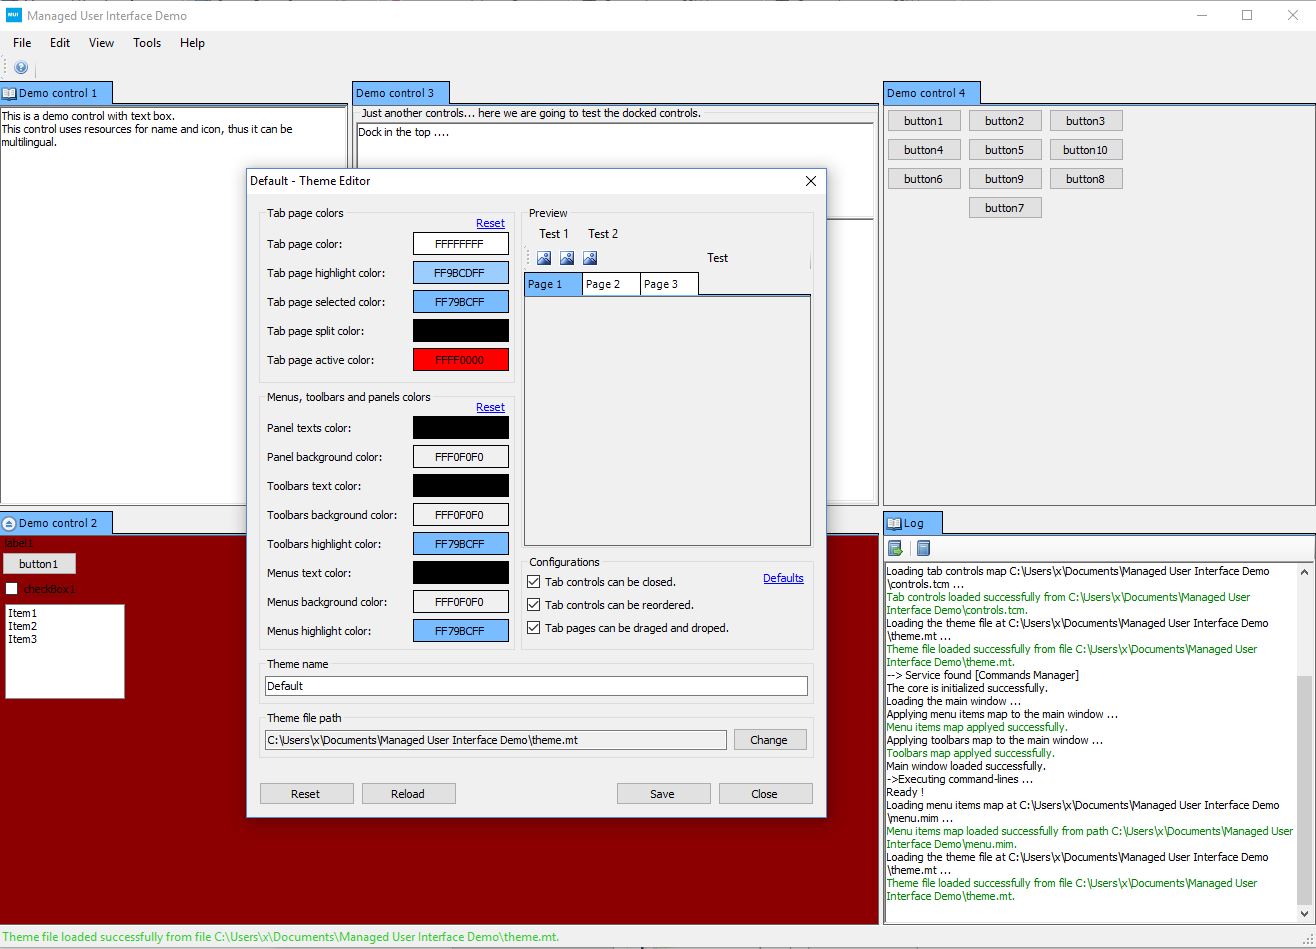 MUI Managed User Interface Demo
File Edit View Tools Help
Demo control 1
This is a demo control with text box.
This control uses resources for name and icon, thus it can be
multilingual.
Demo control 3
Just another controls... here we are going to test the docked controls.
Dock in the top ....
Demo control 4
button1 button2 button3
button4 button5 button10
button6 button9 button8
button7
Default - Theme Editor
Tab page colors
Reset
Tab page color: FFFFFFFF
Tab page highlight color: FF9BCDFF
Tab page selected color: FF79BCFF
Tab page split color:
Tab page active color: FFFF0000
Menus, toolbars and panels colors
Reset
Panel texts color:
Panel background color: FFF0F0F0
Toolbars text color:
Toolbars background color: FFF0F0F0
Toolbars highlight color: FF79BCFF
Menus text color:
Menus background color: FFF0F0F0
Menus highlight color: FF79BCFF
Preview
Test 1 Test 2
Test
Page 1 Page 2 Page 3
Configurations
Defaults
Tab controls can be closed.
Tab controls can be reordered.
Tab pages can be draged and droped.
Theme name
Default
Theme file path
C:\Users\x\Documents\Managed User Interface Demo\theme.mt Change
Reset Reload Save Close
Demo control 2
label1
button1
checkBox1
Item1
Item2
Item3
Log
Loading tab controls map C:\Users\x\Documents\Managed User Interface Demo
\controls.tcm ...
Tab controls loaded successfully from C:\Users\x\Documents\Managed User
Interface Demo\controls.tcm.
Loading the theme file at C:\Users\x\Documents\Managed User Interface Demo
\theme.mt ...
Theme file loaded successfully from file C:\Users\x\Documents\Managed User
Interface Demo\theme.mt.
--> Service found [Commands Manager]
The core is initialized successfully.
Loading the main window ...
Applying menu items map to the main window ...
Menu items map applyed successfully.
Applying toolbars map to the main window ...
Toolbars map applyed successfully.
Main window loaded successfully.
->Executing command-lines ...
Ready !
Loading menu items map at C:\Users\x\Documents\Managed User Interface Demo
\menu.mim ...
Menu items map loaded successfully from path C:\Users\x\Documents\Managed User
Interface Demo\menu.mim.
Loading the theme file at C:\Users\x\Documents\Managed User Interface Demo
\theme.mt ...
Theme file loaded successfully from file C:\Users\x\Documents\Managed User
Interface Demo\theme.mt.
Theme file loaded successfully from file C:\Users\x\Documents\Managed User Interface Demo\theme.mt.